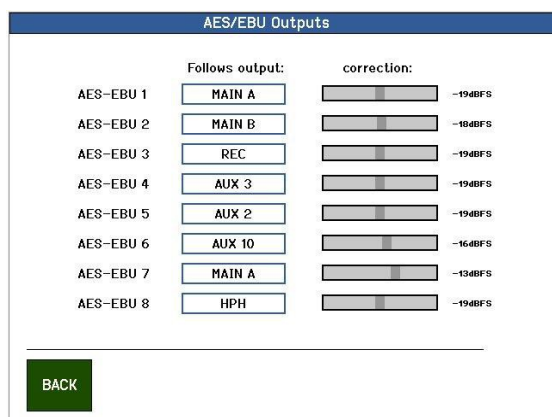 AES/EBU Outputs
Follows output: correction:
AES-EBU 1 MAIN A -19dBFS
AES-EBU 2 MAIN B -18dBFS
AES-EBU 3 REC -19dBFS
AES-EBU 4 AUX 3 -19dBFS
AES-EBU 5 AUX 2 -19dBFS
AES-EBU 6 AUX 10 -16dBFS
AES-EBU 7 MAIN A -13dBFS
AES-EBU 8 HPH -19dBFS
BACK